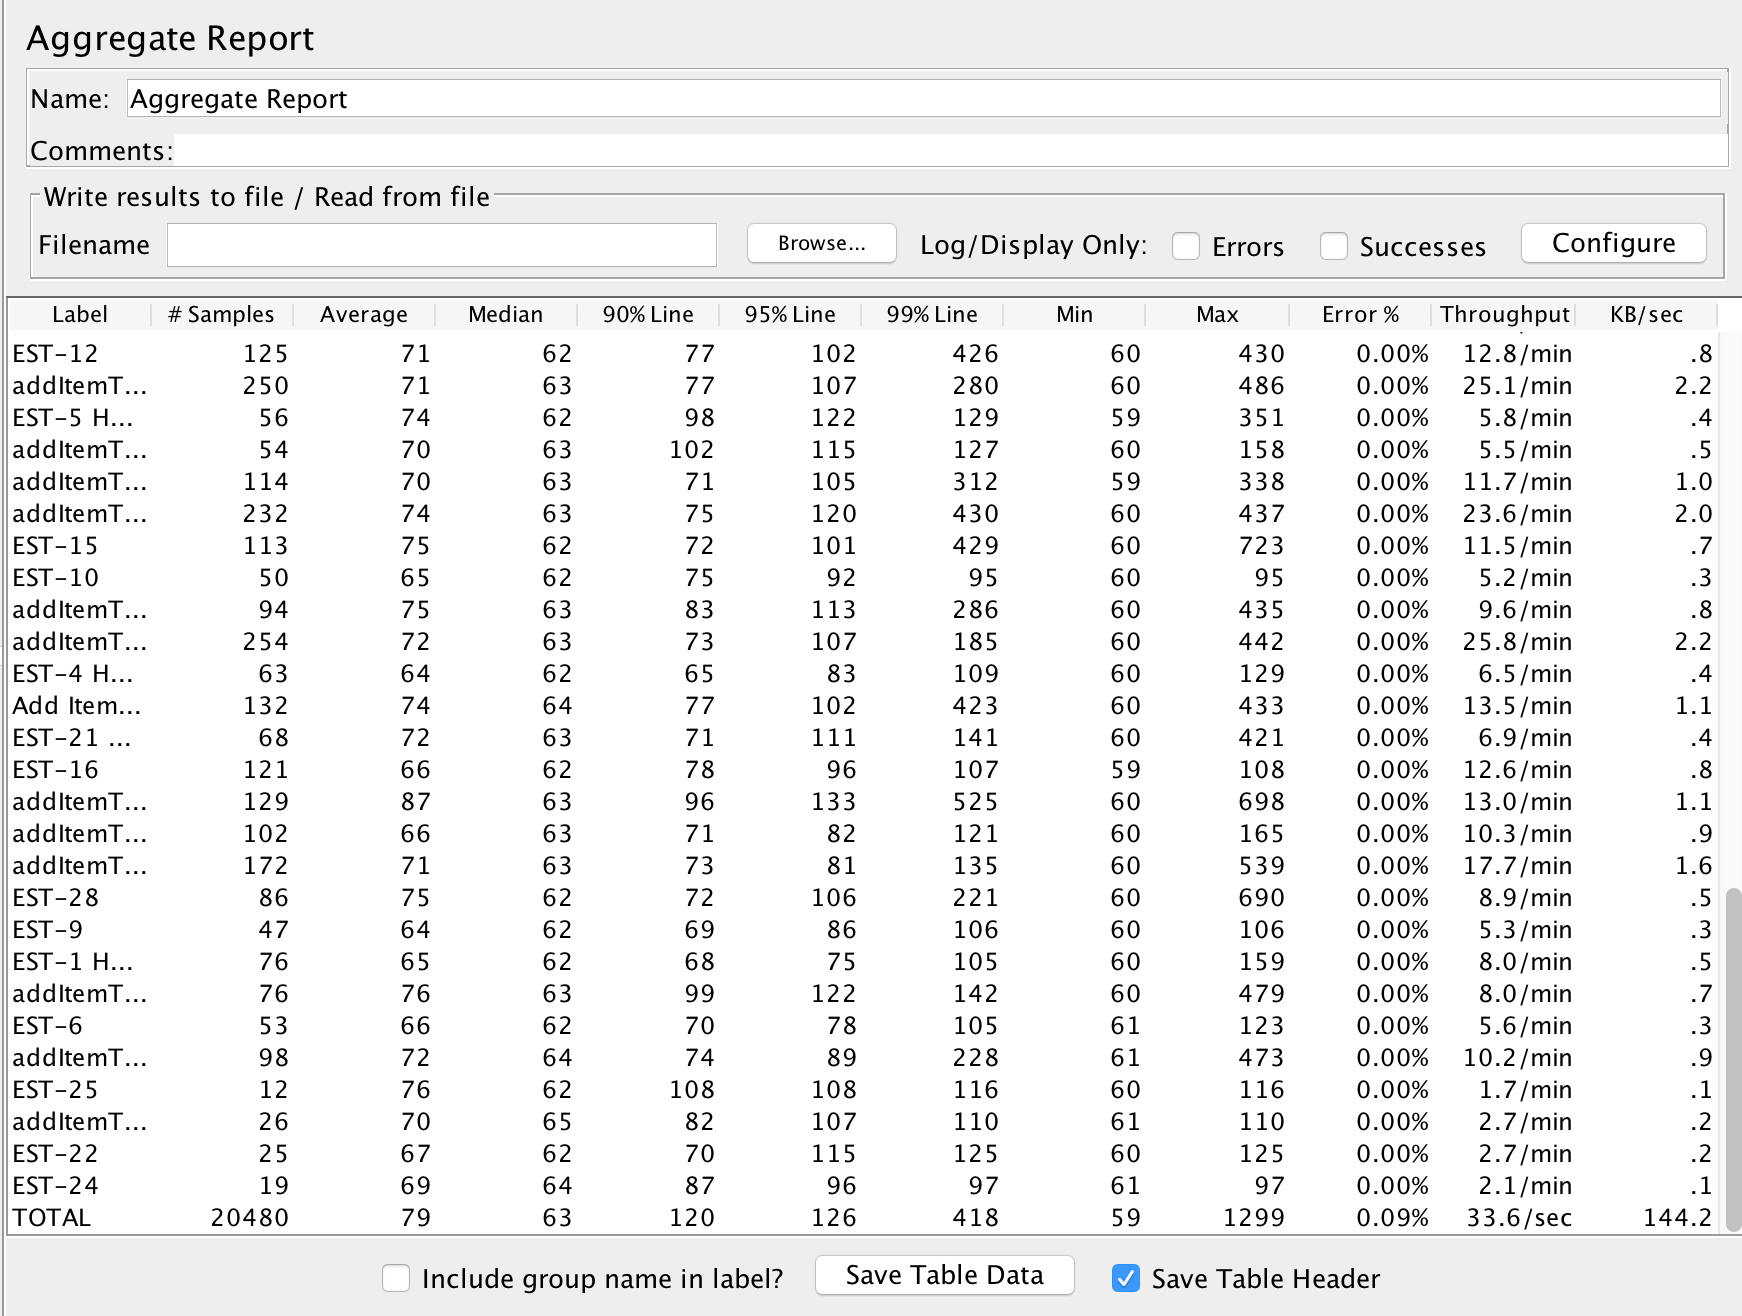 Aggregate Report
Name: Aggregate Report
Comments:
Write results to file / Read from file
Filename Browse... Log/Display Only: Errors Successes Configure
Label # Samples Average Median 90% Line 95% Line 99% Line Min Max Error % Throughput KB/sec
EST-12 125 71 62 77 102 426 60 430 0.00% 12.8/min .8
addItemT... 250 71 63 77 107 280 60 486 0.00% 25.1/min 2.2
EST-5 H... 56 74 62 98 122 129 59 351 0.00% 5.8/min .4
addItemT... 54 70 63 102 115 127 60 158 0.00% 5.5/min .5
addItemT... 114 70 63 71 105 312 59 338 0.00% 11.7/min 1.0
addItemT... 232 74 63 75 120 430 60 437 0.00% 23.6/min 2.0
EST-15 113 75 62 72 101 429 60 723 0.00% 11.5/min .7
EST-10 50 65 62 75 92 95 60 95 0.00% 5.2/min .3
addItemT... 94 75 63 83 113 286 60 435 0.00% 9.6/min .8
addItemT... 254 72 63 73 107 185 60 442 0.00% 25.8/min 2.2
EST-4 H... 63 64 62 65 83 109 60 129 0.00% 6.5/min .4
Add Item... 132 74 64 77 102 423 60 433 0.00% 13.5/min 1.1
EST-21 ... 68 72 63 71 111 141 60 421 0.00% 6.9/min .4
EST-16 121 66 62 78 96 107 59 108 0.00% 12.6/min .8
addItemT... 129 87 63 96 133 525 60 698 0.00% 13.0/min 1.1
addItemT... 102 66 63 71 82 121 60 165 0.00% 10.3/min .9
addItemT... 172 71 63 73 81 135 60 539 0.00% 17.7/min 1.6
EST-28 86 75 62 72 106 221 60 690 0.00% 8.9/min .5
EST-9 47 64 62 69 86 106 60 106 0.00% 5.3/min .3
EST-1 H... 76 65 62 68 75 105 60 159 0.00% 8.0/min .5
addItemT... 76 76 63 99 122 142 60 479 0.00% 8.0/min .7
EST-6 53 66 62 70 78 105 61 123 0.00% 5.6/min .3
addItemT... 98 72 64 74 89 228 61 473 0.00% 10.2/min .9
EST-25 12 76 62 108 108 116 60 116 0.00% 1.7/min .1
addItemT... 26 70 65 82 107 110 61 110 0.00% 2.7/min .2
EST-22 25 67 62 70 115 125 60 125 0.00% 2.7/min .2
EST-24 19 69 64 87 96 97 61 97 0.00% 2.1/min .1
TOTAL 20480 79 63 120 126 418 59 1299 0.09% 33.6/sec 144.2
Include group name in label? Save Table Data Save Table Header